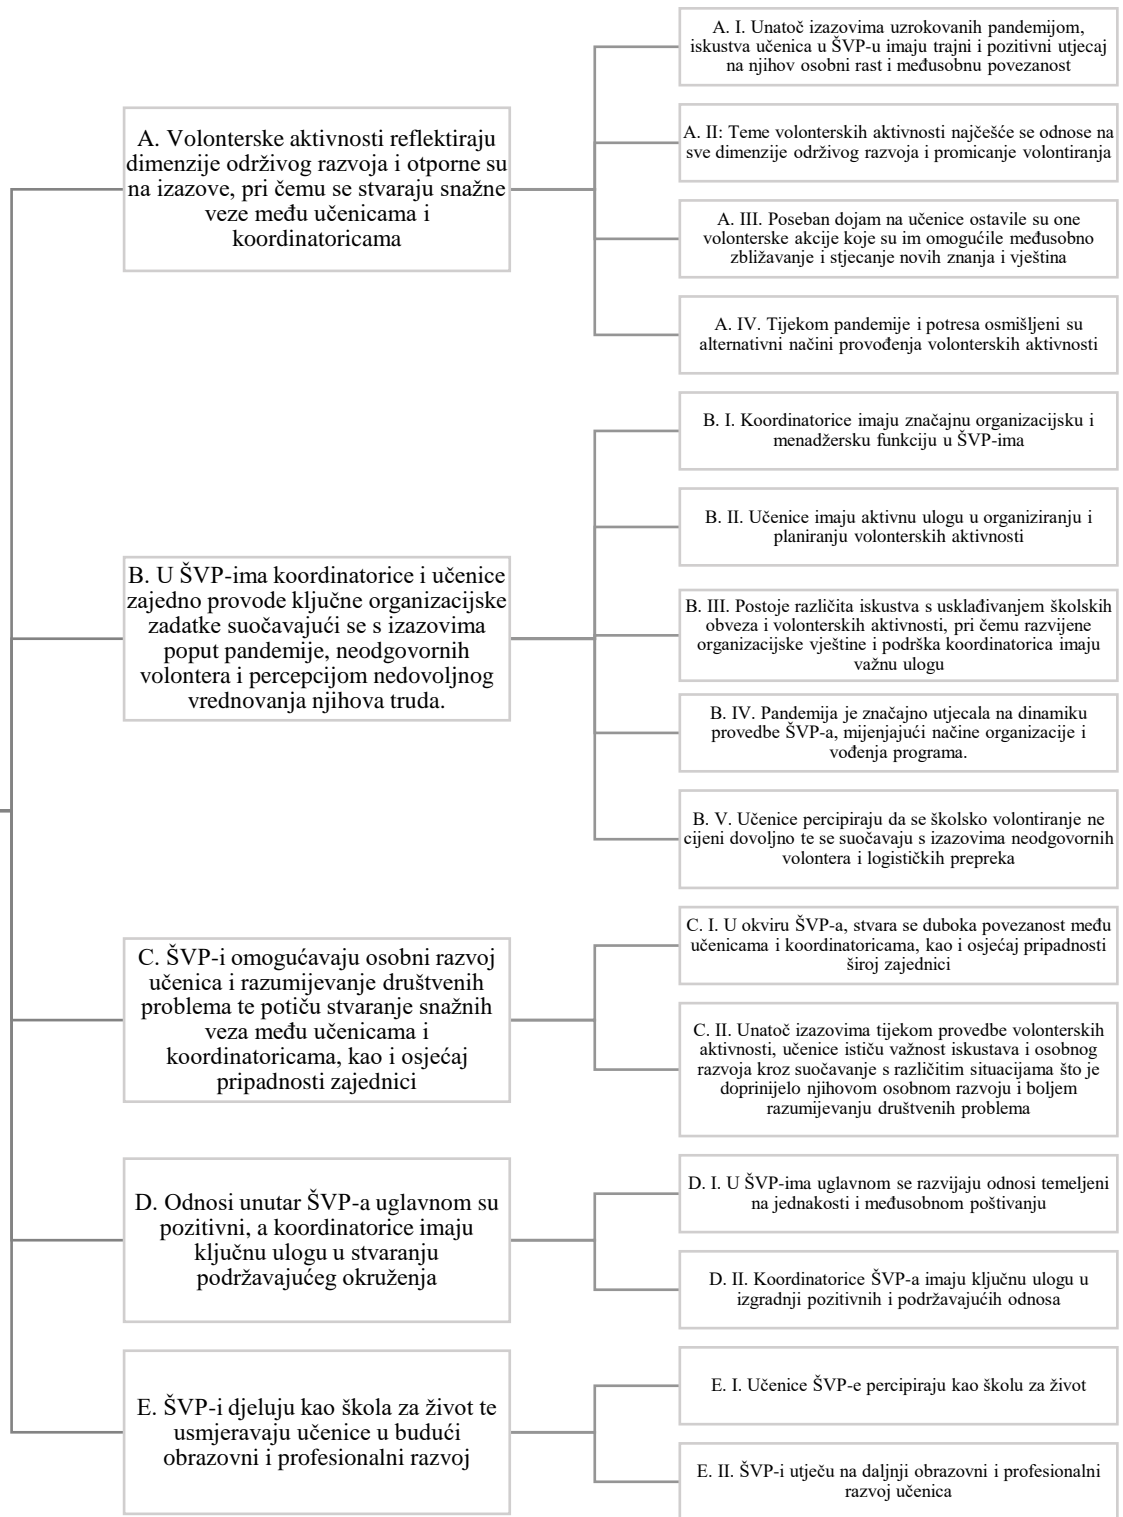 A. Volonterske aktivnosti reflektiraju
dimenzije održivog razvoja i otporne su
na izazove, pri čemu se stvaraju snažne
veze među učenicama i
koordinatoricama
A. I. Unatoč izazovima uzrokovanih pandemijom,
iskustva učenica u ŠVP-u imaju trajni i pozitivni utjecaj
na njihov osobni rast i međusobnu povezanost
A. II: Teme volonterskih aktivnosti najčešće se odnose na
sve dimenzije održivog razvoja i promicanje volontiranja
A. III. Poseban dojam na učenice ostavile su one
volonterske akcije koje su im omogućile međusobno
zbližavanje i stjecanje novih znanja i vještina
A. IV. Tijekom pandemije i potresa osmišljeni su
alternativni načini provođenja volonterskih aktivnosti
B. U ŠVP-ima koordinatorice i učenice
zajedno provode ključne organizacijske
zadatke suočavajući se s izazovima
poput pandemije, neodgovornih
volontera i percepcijom nedovoljnog
vrednovanja njihova truda.
B. I. Koordinatorice imaju značajnu organizacijsku i
menadžersku funkciju u ŠVP-ima
B. II. Učenice imaju aktivnu ulogu u organiziranju i
planiranju volonterskih aktivnosti
B. III. Postoje različita iskustva s usklađivanjem školskih
obveza i volonterskih aktivnosti, pri čemu razvijene
organizacijske vještine i podrška koordinatorica imaju
važnu ulogu
B. IV. Pandemija je značajno utjecala na dinamiku
provedbe ŠVP-a, mijenjajući načine organizacije i
vođenja programa.
B. V. Učenice percipiraju da se školsko volontiranje ne
cijeni dovoljno te se suočavaju s izazovima neodgovornih
volontera i logističkih prepreka
C. ŠVP-i omogućavaju osobni razvoj
učenica i razumijevanje društvenih
problema te potiču stvaranje snažnih
veza među učenicama i
koordinatoricama, kao i osjećaj
pripadnosti zajednici
C. I. U okviru ŠVP-a, stvara se duboka povezanost među
učenicama i koordinatoricama, kao i osjećaj pripadnosti
široj zajednici
C. II. Unatoč izazovima tijekom provedbe volonterskih
aktivnosti, učenice ističu važnost iskustava i osobnog
razvoja kroz suočavanje s različitim situacijama što je
doprinijelo njihovom osobnom razvoju i boljem
razumijevanju društvenih problema
D. Odnosi unutar ŠVP-a uglavnom su
pozitivni, a koordinatorice imaju
ključnu ulogu u stvaranju
podržavajućeg okruženja
D. I. U ŠVP-ima uglavnom se razvijaju odnosi temeljeni
na jednakosti i međusobnom poštivanju
D. II. Koordinatorice ŠVP-a imaju ključnu ulogu u
izgradnji pozitivnih i podržavajućih odnosa
E. ŠVP-i djeluju kao škola za život te
usmjeravaju učenice u budući
obrazovni i profesionalni razvoj
E. I. Učenice ŠVP-e percipiraju kao školu za život
E. II. ŠVP-i utječu na daljnji obrazovni i profesionalni
razvoj učenica